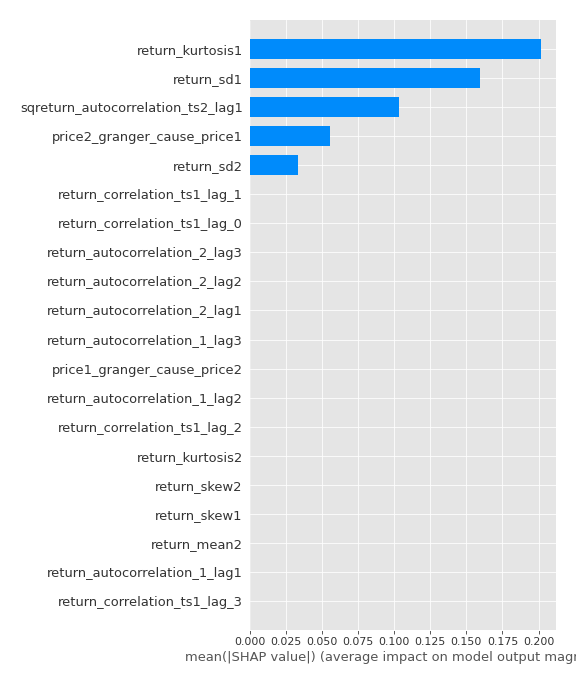 return_kurtosis1
return_sd1
sqreturn_autocorrelation_ts2_lag1
price2_granger_cause_price1
return_sd2
return_correlation_ts1_lag_1
return_correlation_ts1_lag_0
return_autocorrelation_2_lag3
return_autocorrelation_2_lag2
return_autocorrelation_2_lag1
return_autocorrelation_1_lag3
price1_granger_cause_price2
return_autocorrelation_1_lag2
return_correlation_ts1_lag_2
return_kurtosis2
return_skew2
return_skew1
return_mean2
return_autocorrelation_1_lag1
return_correlation_ts1_lag_3
0.000 0.025 0.050 0.075 0.100 0.125 0.150 0.175 0.200
mean(|SHAP value|) (average impact on model output magn